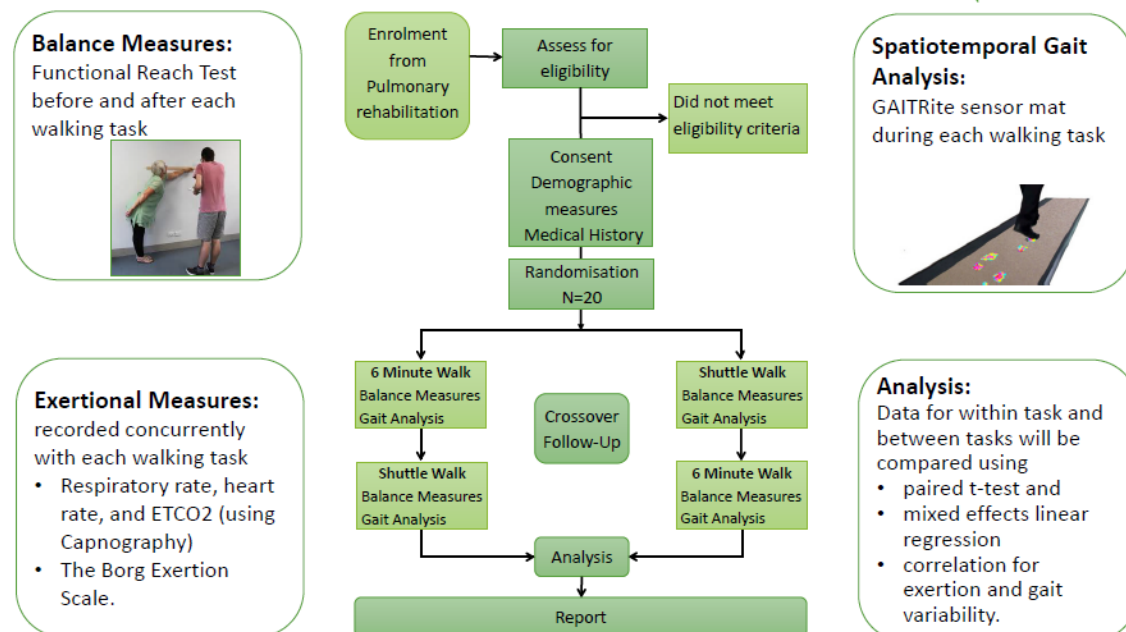 Balance Measures:
Functional Reach Test
before and after each
walking task
Enrolment
from
Pulmonary
rehabilitation
Assess for
eligibility
Did not meet
eligibility criteria
Consent
Demographic
measures
Medical History
Randomisation
N=20
Spatiotemporal Gait
Analysis:
GAITRite sensor mat
during each walking task
Exertional Measures:
recorded concurrently
with each walking task
• Respiratory rate, heart
rate, and ETCO2 (using
Capnography)
• The Borg Exertion
Scale.
6 Minute Walk
Balance Measures
Gait Analysis
Shuttle Walk
Balance Measures
Gait Analysis
Crossover
Follow-Up
Shuttle Walk
Balance Measures
Gait Analysis
6 Minute Walk
Balance Measures
Gait Analysis
Analysis
Report
Analysis:
Data for within task and
between tasks will be
compared using
• paired t-test and
• mixed effects linear
regression
• correlation for
exertion and gait
variability.